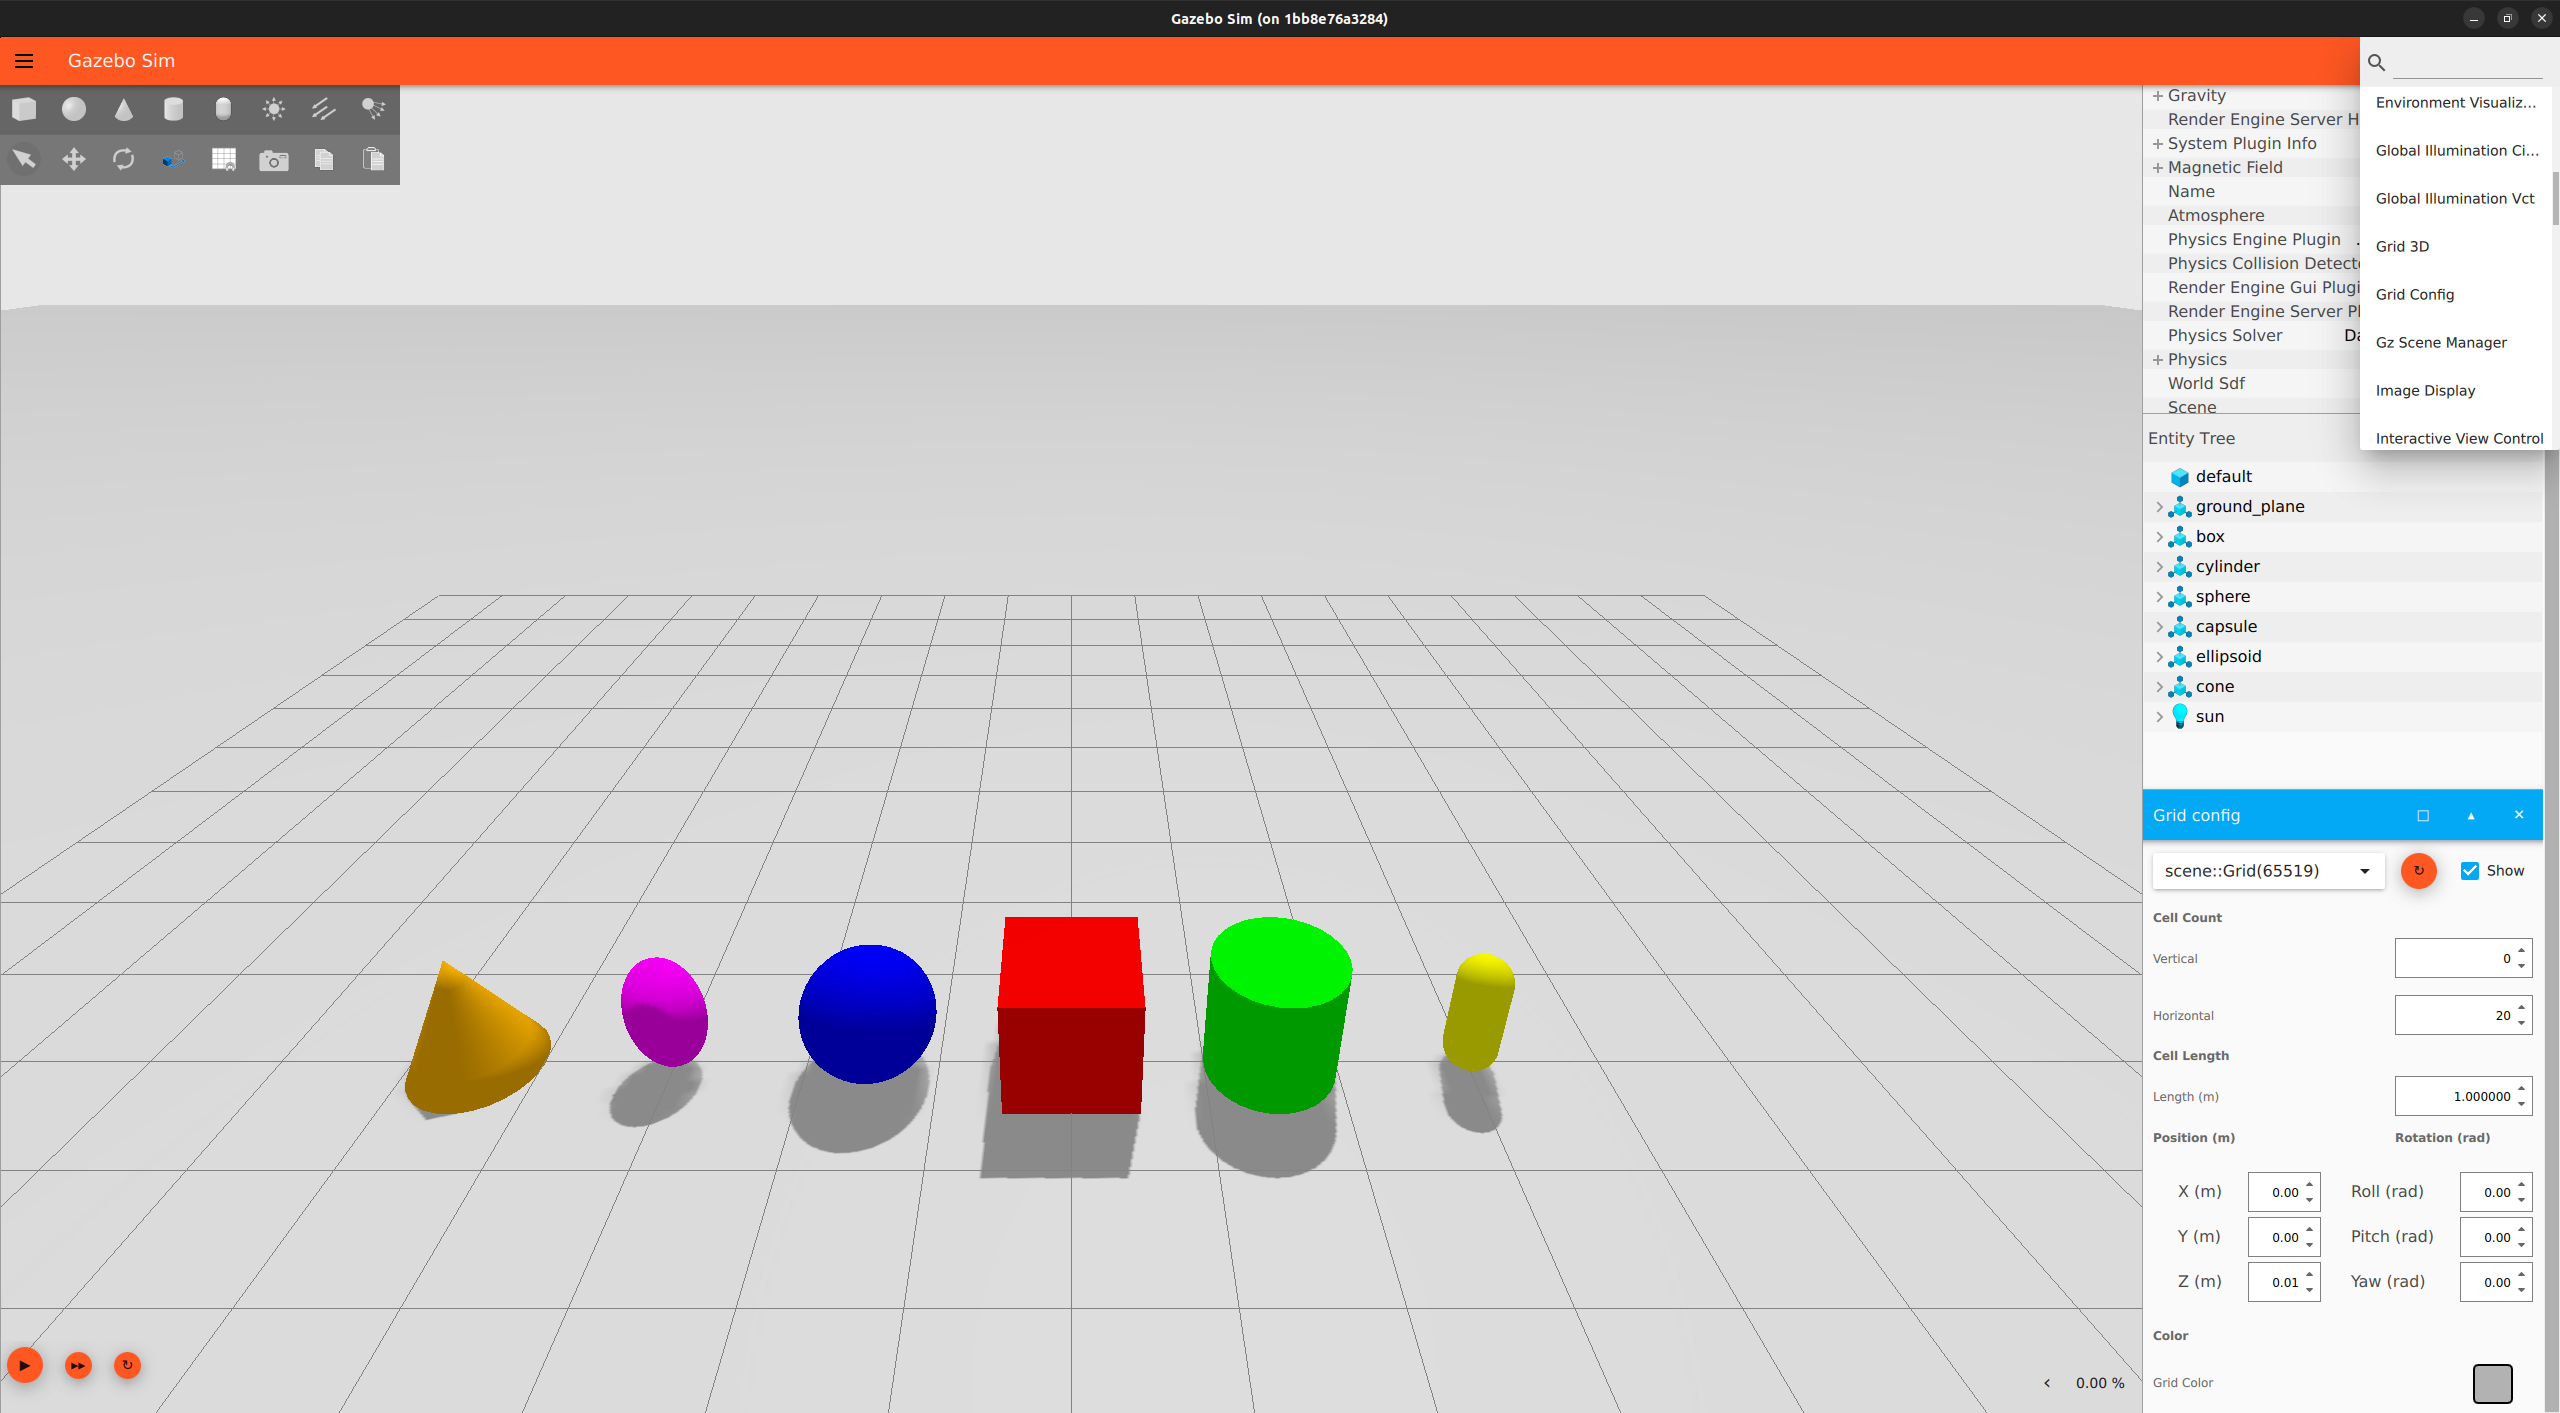 Gazebo Sim (on 1bb8e76a3284)
Gazebo Sim
Gravity
Render Engine Server H
System Plugin Info
Magnetic Field
Name
Atmosphere
Physics Engine Plugin .
Physics Collision Detect
Render Engine Gui Plugi
Render Engine Server Pl
Physics Solver Da
Physics
World Sdf
Scene
Environment Visualiz...
Global Illumination Ci...
Global Illumination Vct
Grid 3D
Grid Config
Gz Scene Manager
Image Display
Interactive View Control
Entity Tree
default
ground_plane
box
cylinder
sphere
capsule
ellipsoid
cone
sun
Grid config
scene::Grid(65519) Show
Cell Count
Vertical 0
Horizontal 20
Cell Length
Length (m) 1.000000
Position (m) Rotation (rad)
X (m) 0.00 Roll (rad) 0.00
Y (m) 0.00 Pitch (rad) 0.00
Z (m) 0.01 Yaw (rad) 0.00
Color
Grid Color
0.00 %